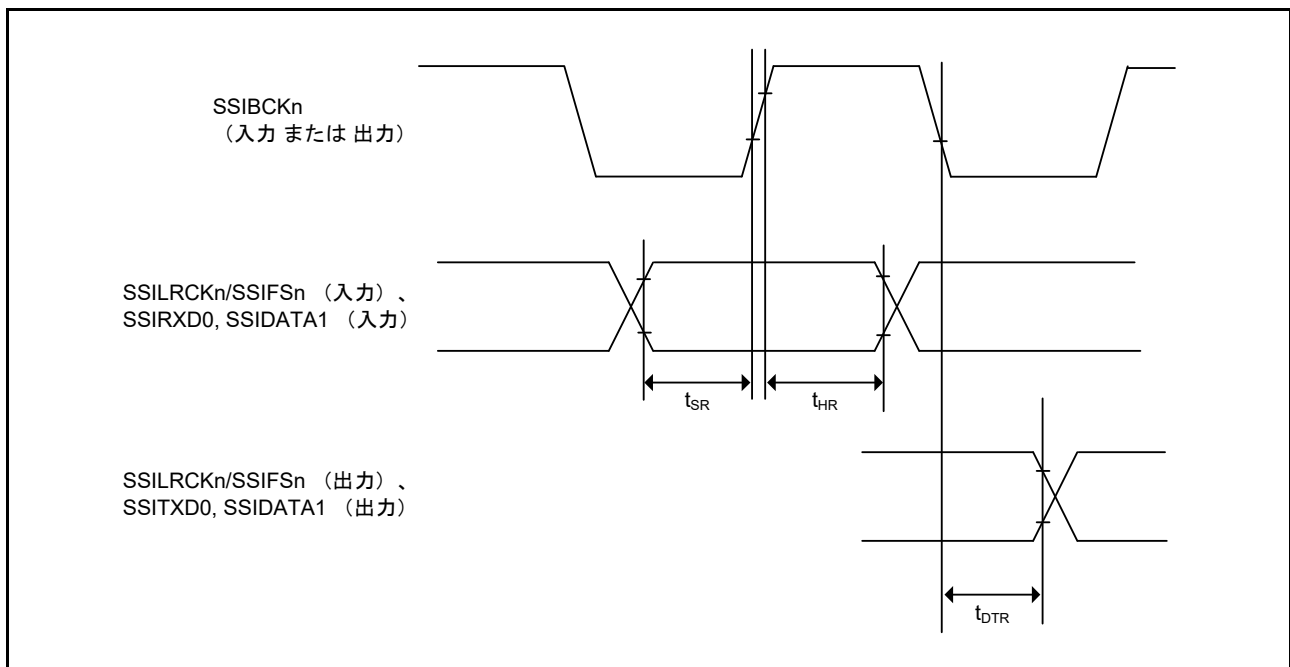 SSIBCKn
（入力 または 出力）
SSILRCKn/SSIFSn （入力）、
SSIRXD0, SSIDATA1 （入力）
tSR
tHR
SSILRCKn/SSIFSn （出力）、
SSITXD0, SSIDATA1 （出力）
tDTR